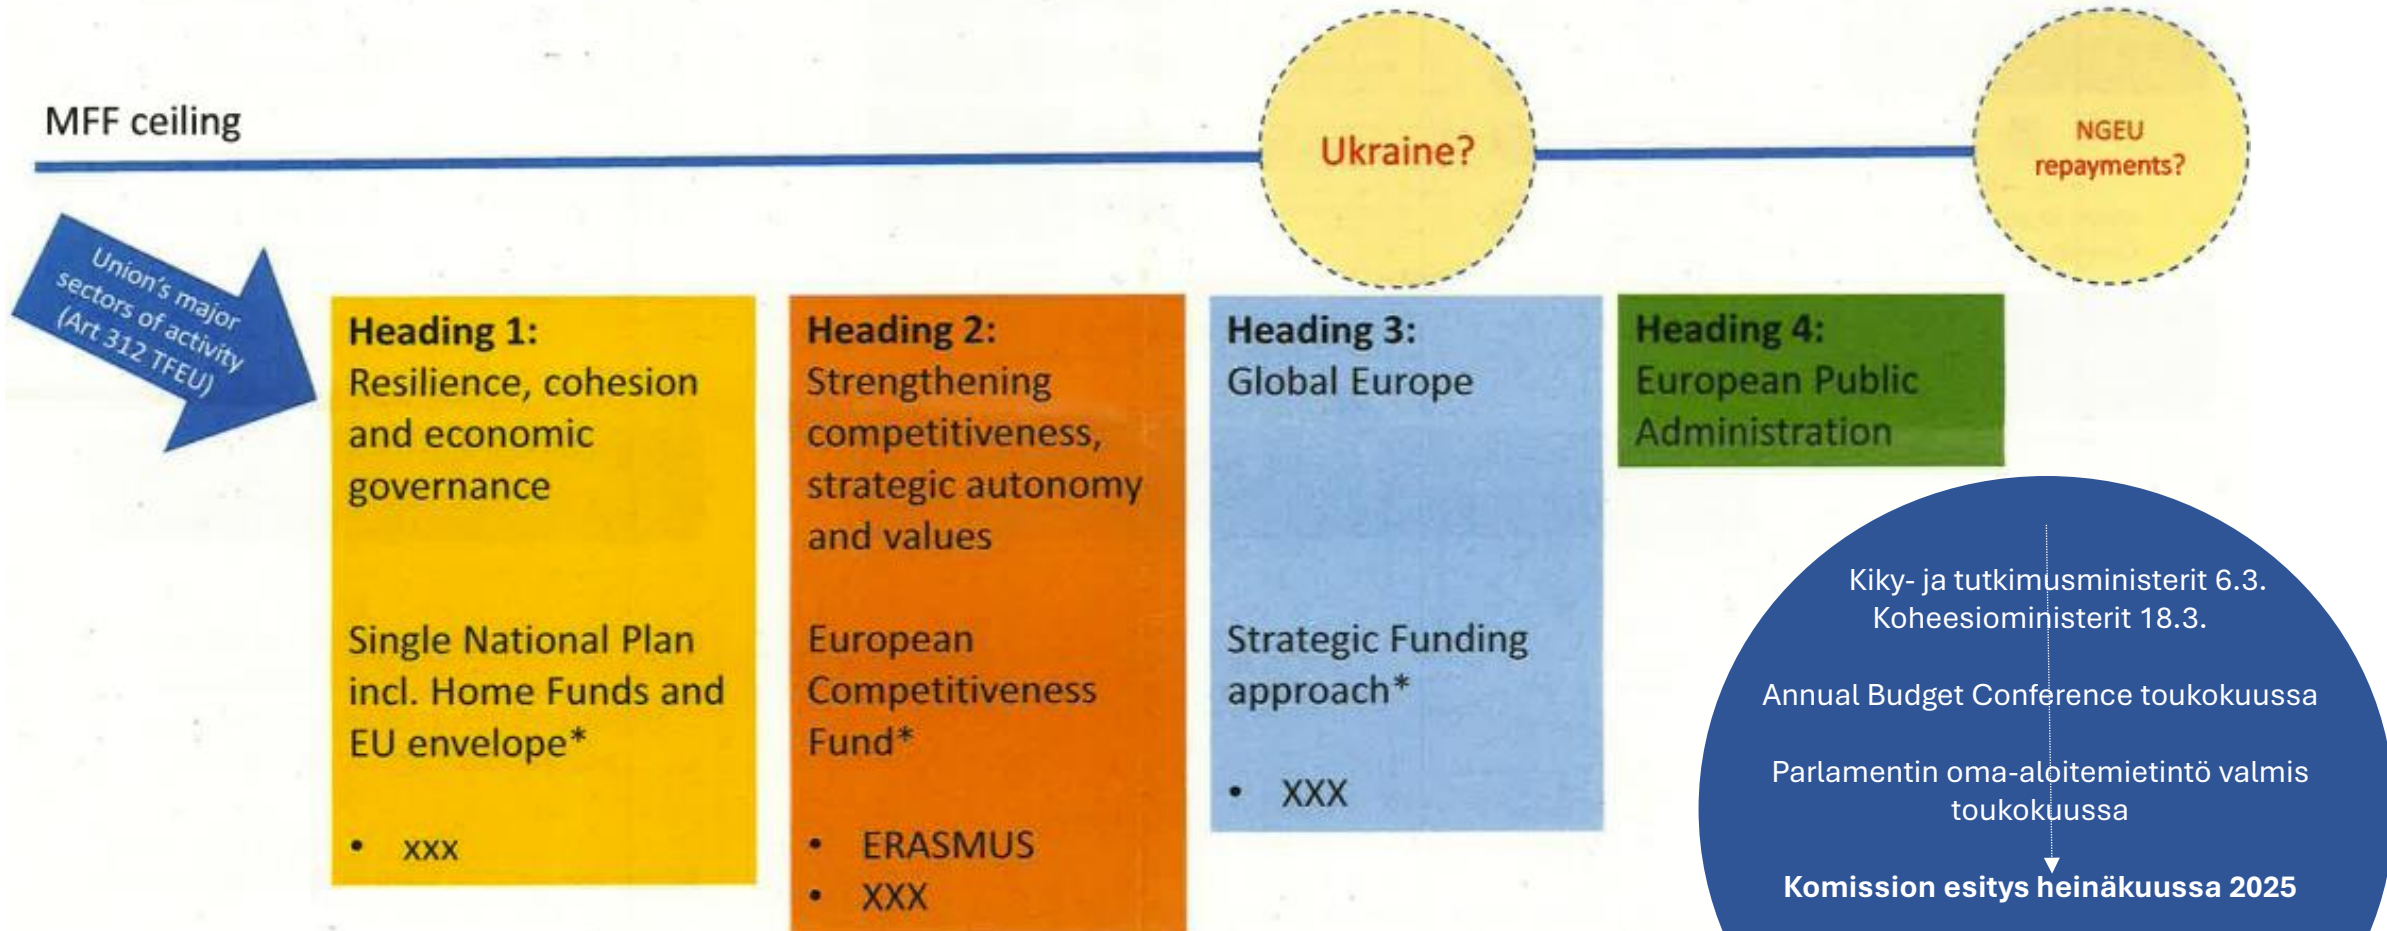 MFF ceiling
Ukraine?
NGEU
repayments?
Union's major
sectors of activity
(Art 312 TFEU)
Heading 1:
Resilience, cohesion
and economic
governance
Single National Plan
incl. Home Funds and
EU envelope*
• xxx
Heading 2:
Strengthening
competitiveness,
strategic autonomy
and values
European
Competitiveness
Fund*
• ERASMUS
• XXX
Heading 3:
Global Europe
Strategic Funding
approach*
• XXX
Heading 4:
European Public
Administration
Kiky- ja tutkimusministerit 6.3.
Koheesioministerit 18.3.
Annual Budget Conference toukokuussa
Parlamentin oma-aloitemietintö valmis
toukokuussa
Komission esitys heinäkuussa 2025